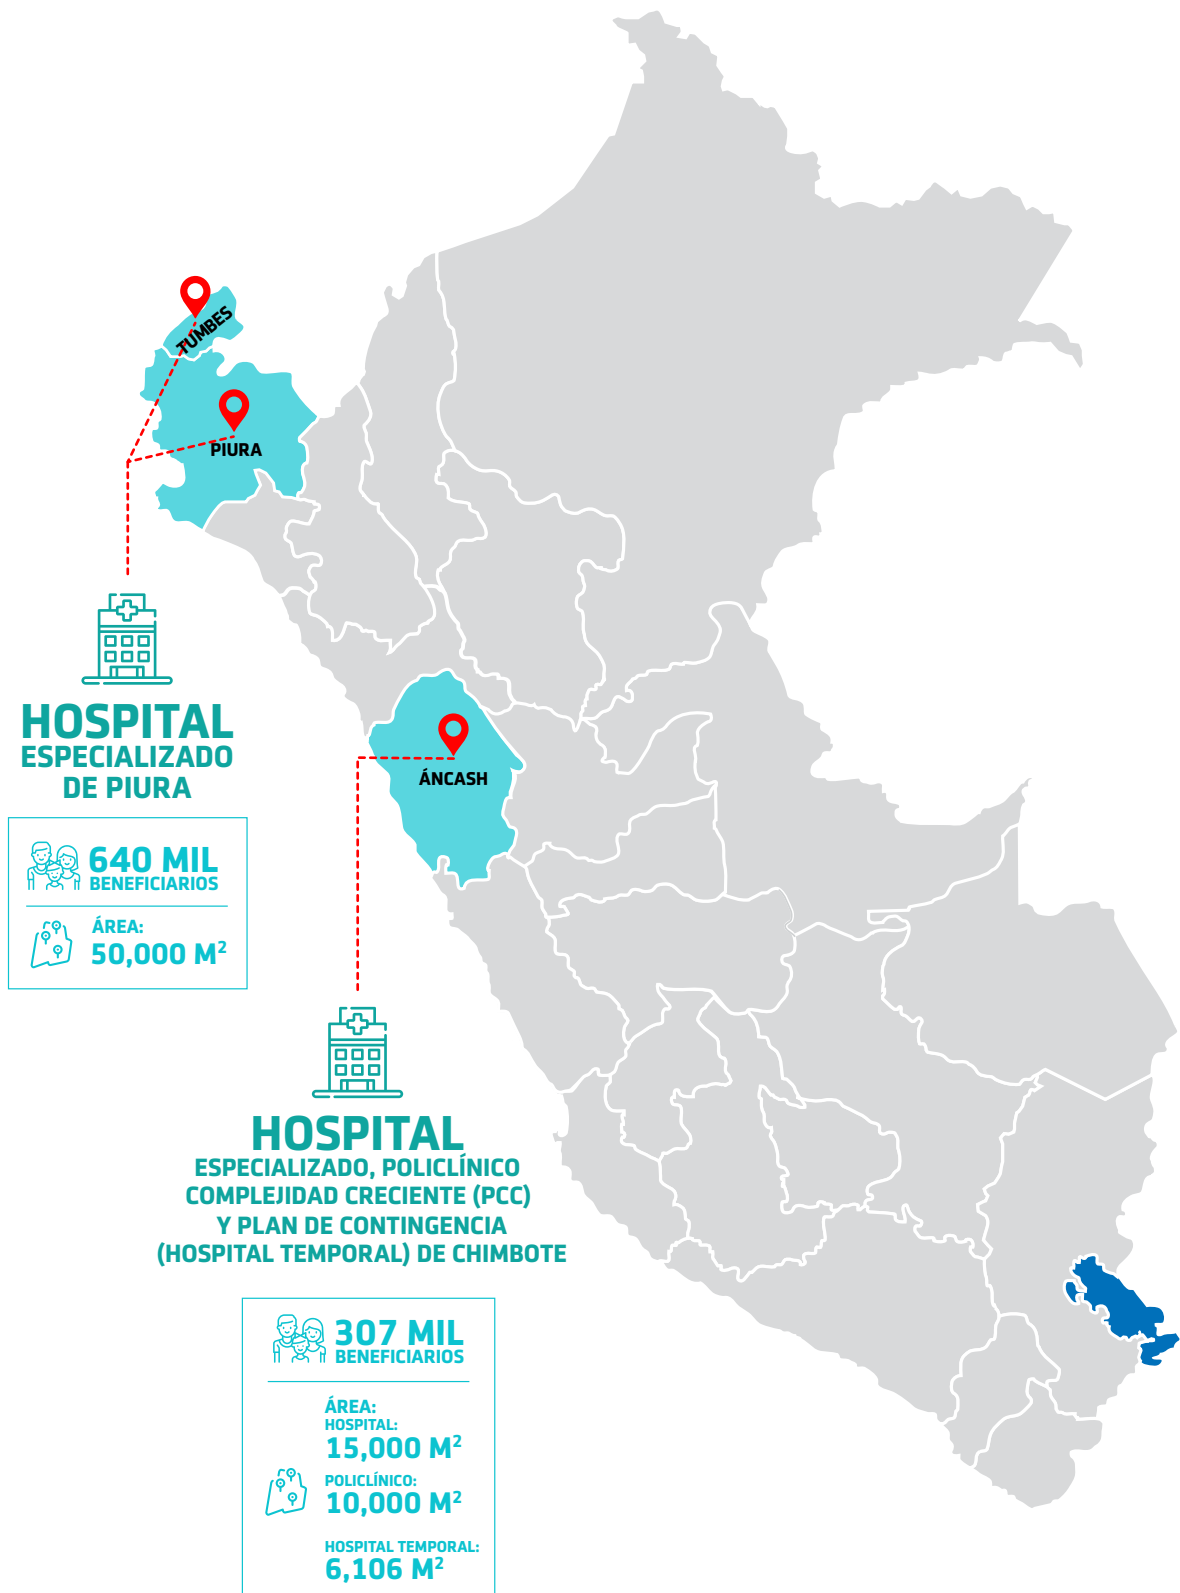 TUMBES
PIURA
HOSPITAL
ESPECIALIZADO
DE PIURA
640 MIL
BENEFICIARIOS
ÁREA:
50,000 M²
ÁNCASH
HOSPITAL
ESPECIALIZADO, POLICLÍNICO
COMPLEJIDAD CRECIENTE (PCC)
Y PLAN DE CONTINGENCIA
(HOSPITAL TEMPORAL) DE CHIMBOTE
307 MIL
BENEFICIARIOS
ÁREA:
HOSPITAL:
15,000 M²
POLICLÍNICO:
10,000 M²
HOSPITAL TEMPORAL:
6,106 M²